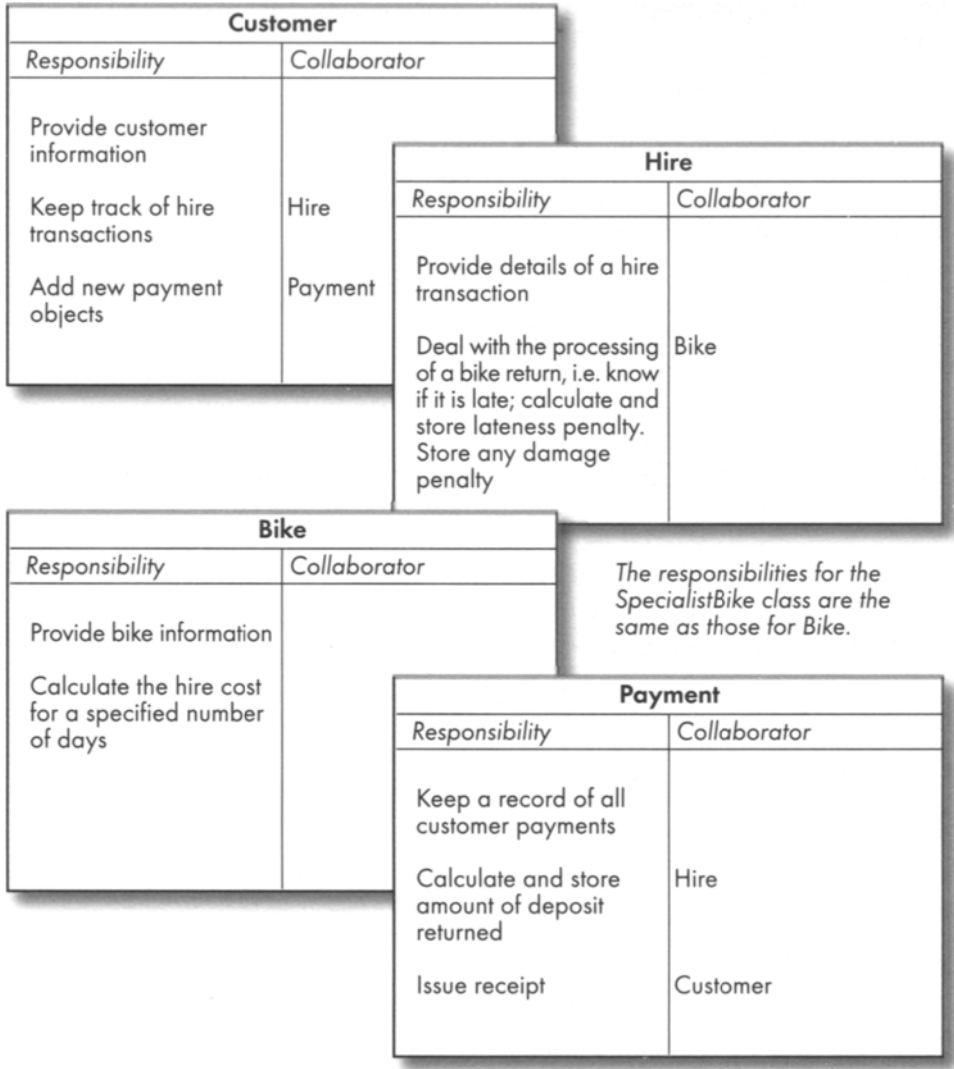 Customer
Responsibility Collaborator
Provide customer
information
Keep track of hire Hire
transactions
Add new payment Payment
objects
Hire
Responsibility Collaborator
Provide details of a hire
transaction
Deal with the processing Bike
of a bike return, i.e. know
if it is late; calculate and
store lateness penalty.
Store any damage
penalty
Bike
Responsibility Collaborator
Provide bike information
Calculate the hire cost
for a specified number
of days
The responsibilities for the
SpecialistBike class are the
same as those for Bike.
Payment
Responsibility Collaborator
Keep a record of all
customer payments
Calculate and store Hire
amount of deposit
returned
Issue receipt Customer